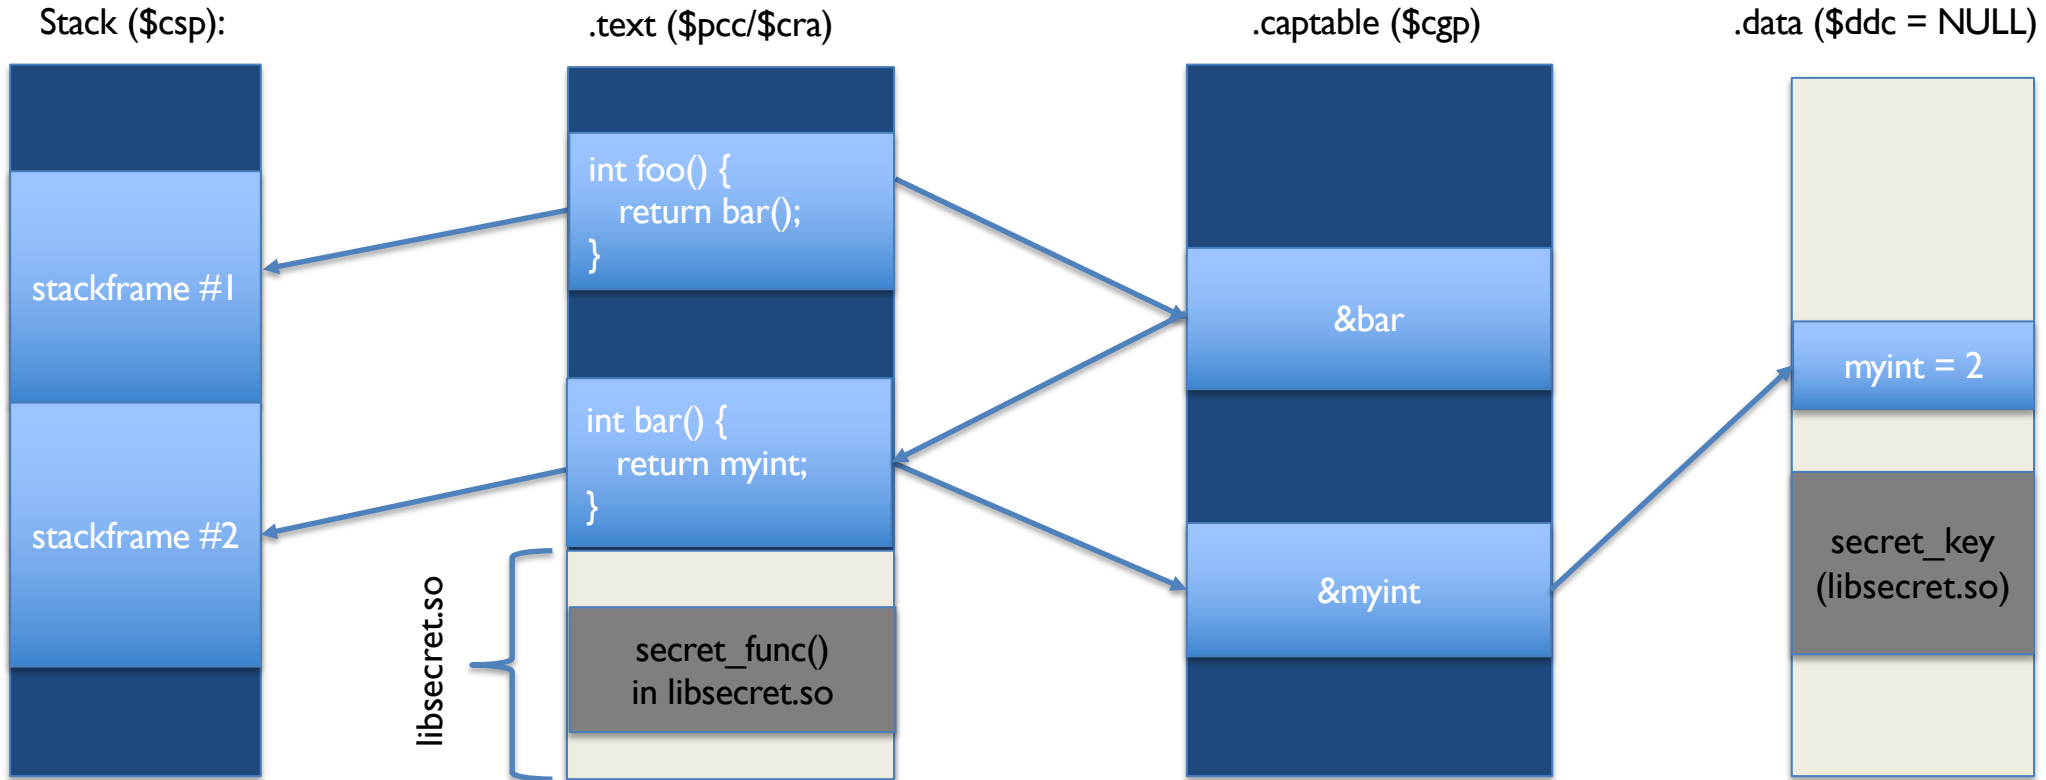 Stack ($csp):
.text ($pcc/$cra)
.captable ($cgp)
.data ($ddc = NULL)
stackframe #1
stackframe #2
int foo() {
return bar();
}
int bar() {
return myint;
}
libsecret.so
secret_func()
in libsecret.so
&bar
&myint
myint = 2
secret_key
(libsecret.so)